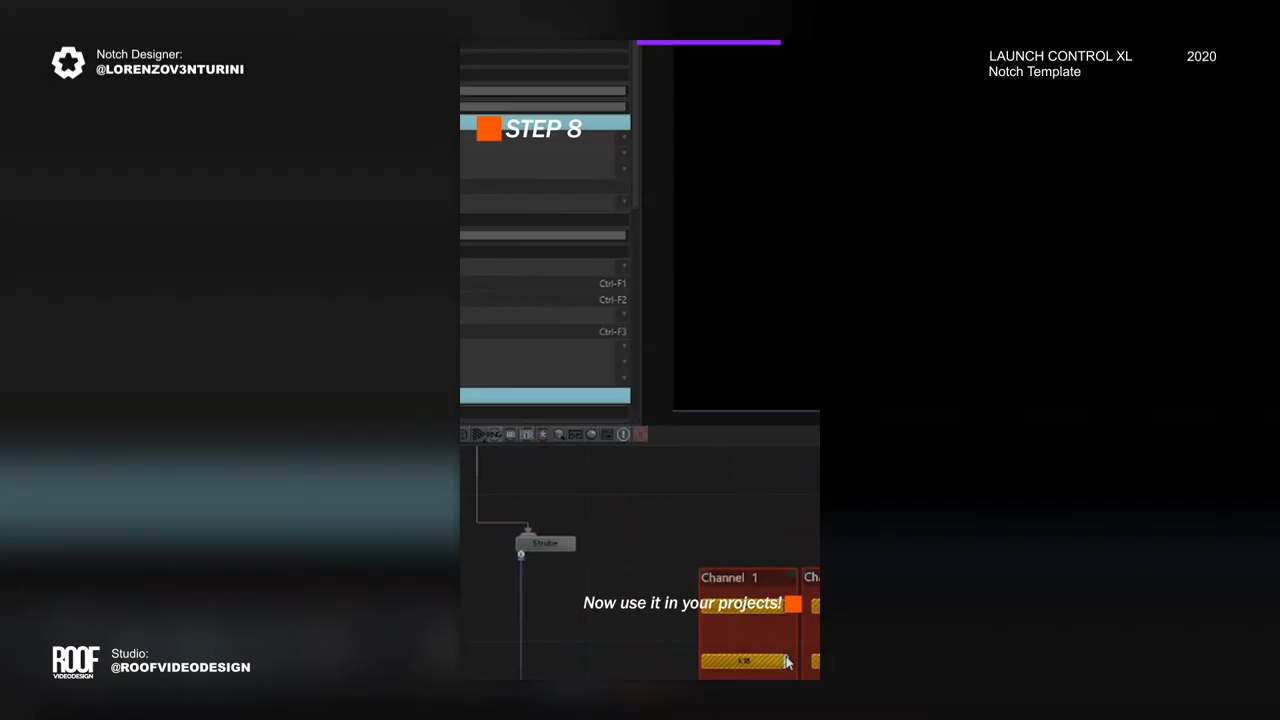 Notch Designer:
@LORENZOV3NTURINI
LAUNCH CONTROL XL
Notch Template
2020
STEP 8
Ctrl-F1
Ctrl-F2
Ctrl-F3
Strobe
Channel 1
Now use it in your projects!
ROOF
VIDEODESIGN
Studio:
@ROOFVIDEODESIGN